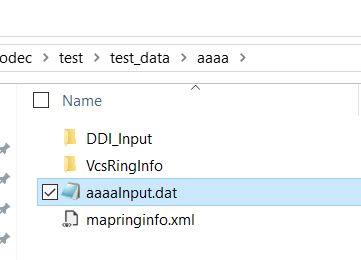 odec > test > test_data > aaaa >
Name
DDI_Input
VcsRingInfo
aaaaInput.dat
mapringinfo.xml